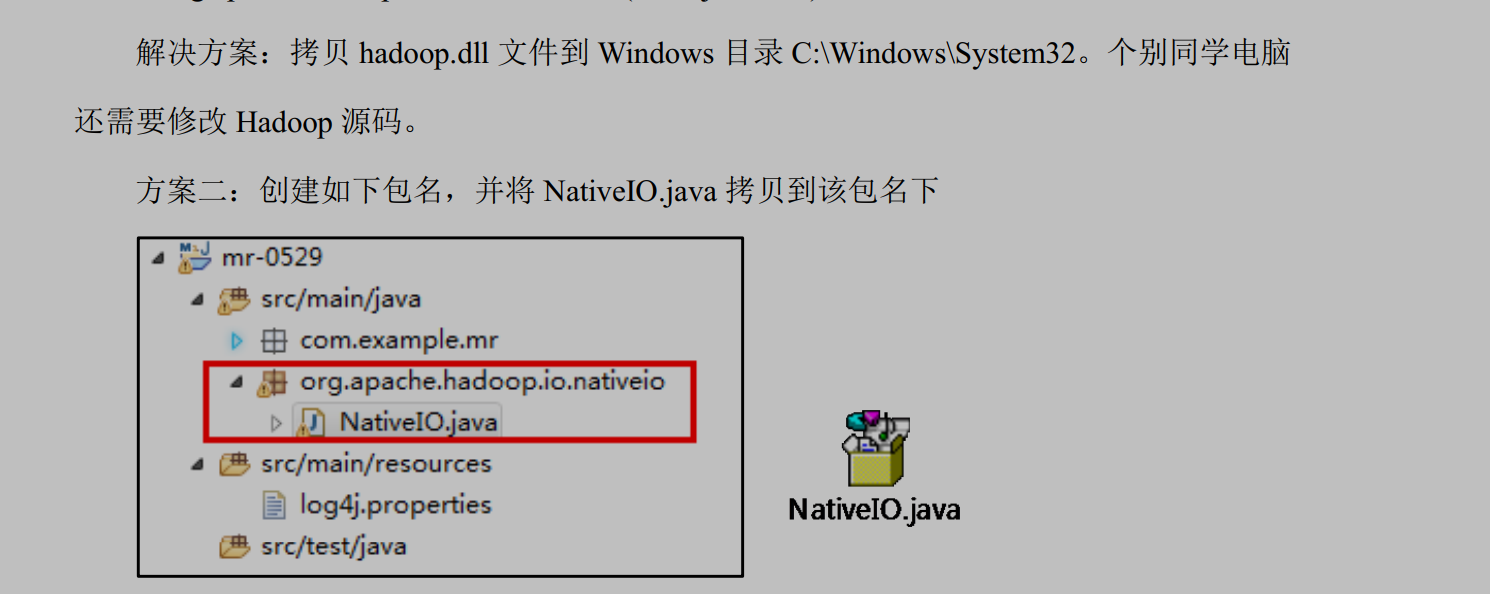 解决方案：拷贝 hadoop.dll 文件到 Windows 目录 C:\Windows\System32。个别同学电脑
还需要修改 Hadoop 源码。
方案二：创建如下包名，并将 NativeIO.java 拷贝到该包名下
mr-0529
src/main/java
com.example.mr
org.apache.hadoop.io.nativeio
NativeIO.java
src/main/resources
log4j.properties
src/test/java
NativeIO.java